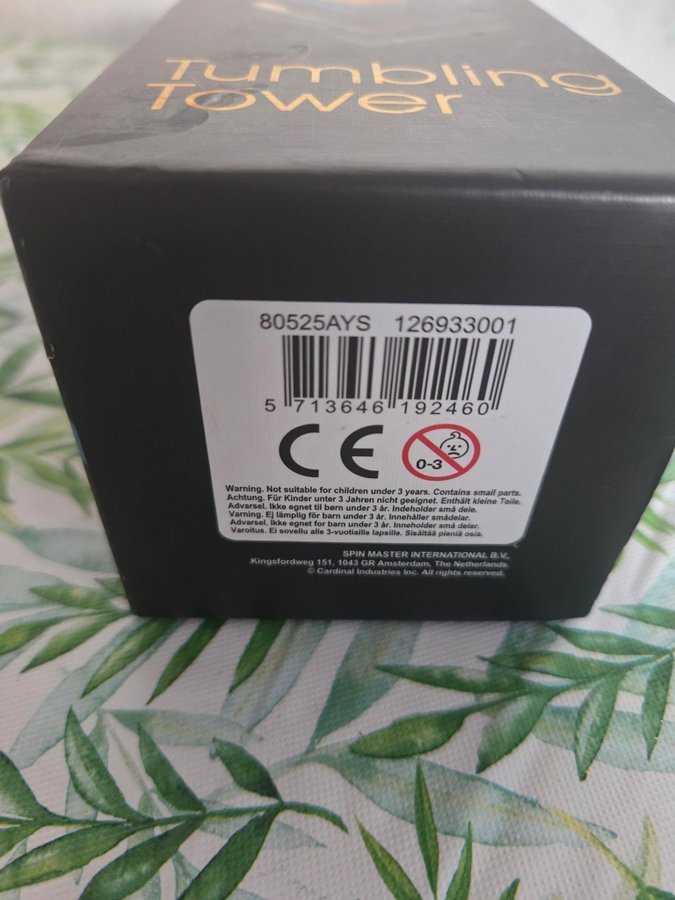 Tumbling
Tower
80525AYS 126933001
5 713646 192460
CE
0-3
Warning. Not suitable for children under 3 years. Contains small parts.
Achtung. Für Kinder unter 3 Jahren nicht geeignet. Enthält kleine Teile.
Advarsel. Ikke egnet til børn under 3 år. Indeholder små dele.
Varning. Ej lämplig för barn under 3 år. Innehåller smådelar.
Advarsel. Ikke egnet for barn under 3 år. Inneholder små deler.
Varoitus. Ei sovellu alle 3-vuotiaille lapsille. Sisältää pieniä osia.
SPIN MASTER INTERNATIONAL B.V.,
Kingsfordweg 151, 1043 GR Amsterdam, The Netherlands
© Cardinal Industries Inc. All rights reserved.